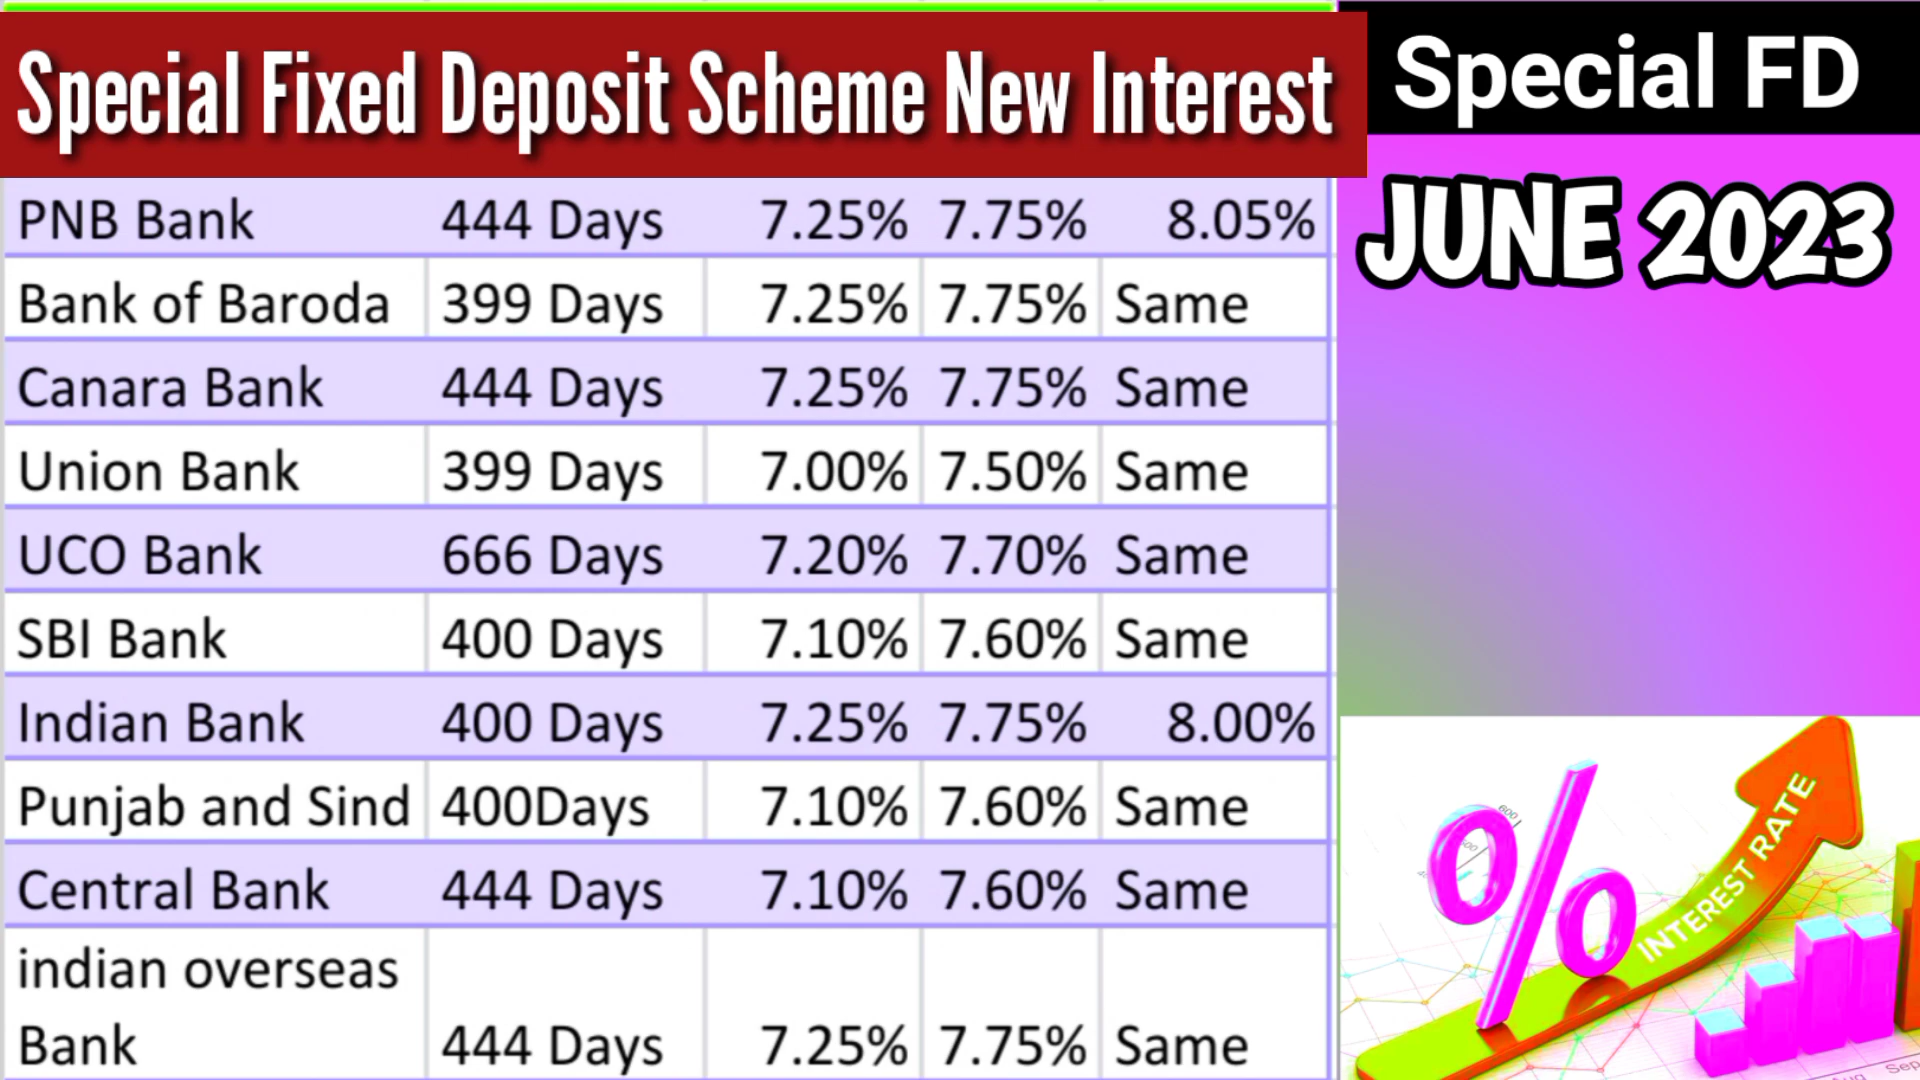 Special Fixed Deposit Scheme New Interest
Special FD
JUNE 2023
PNB Bank 444 Days 7.25% 7.75% 8.05%
Bank of Baroda 399 Days 7.25% 7.75% Same
Canara Bank 444 Days 7.25% 7.75% Same
Union Bank 399 Days 7.00% 7.50% Same
UCO Bank 666 Days 7.20% 7.70% Same
SBI Bank 400 Days 7.10% 7.60% Same
Indian Bank 400 Days 7.25% 7.75% 8.00%
Punjab and Sind 400Days 7.10% 7.60% Same
Central Bank 444 Days 7.10% 7.60% Same
indian overseas
Bank 444 Days 7.25% 7.75% Same
%
INTEREST RATE
600
Sep